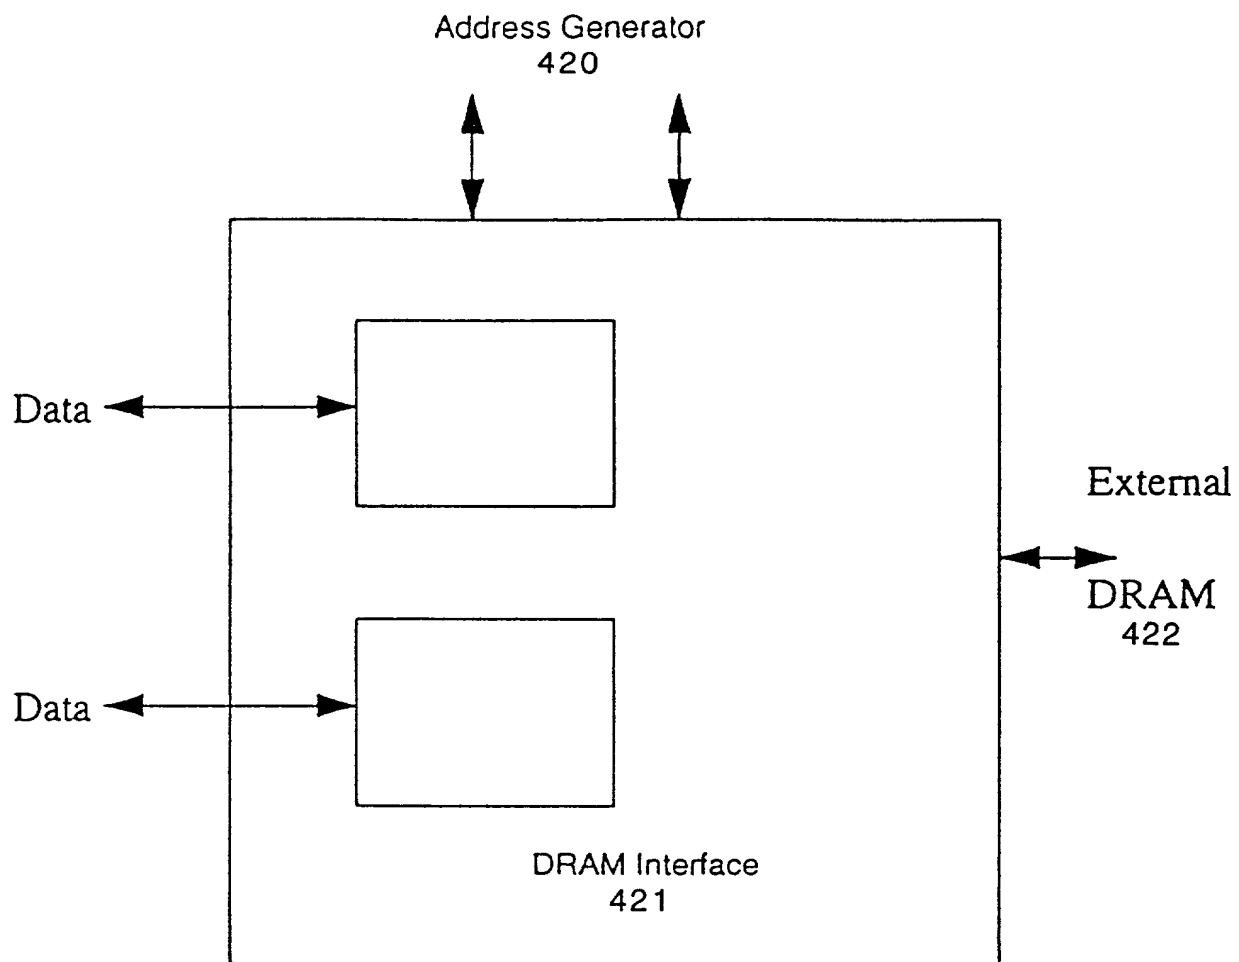 Address Generator
420
Data
External
DRAM
422
Data
DRAM Interface
421